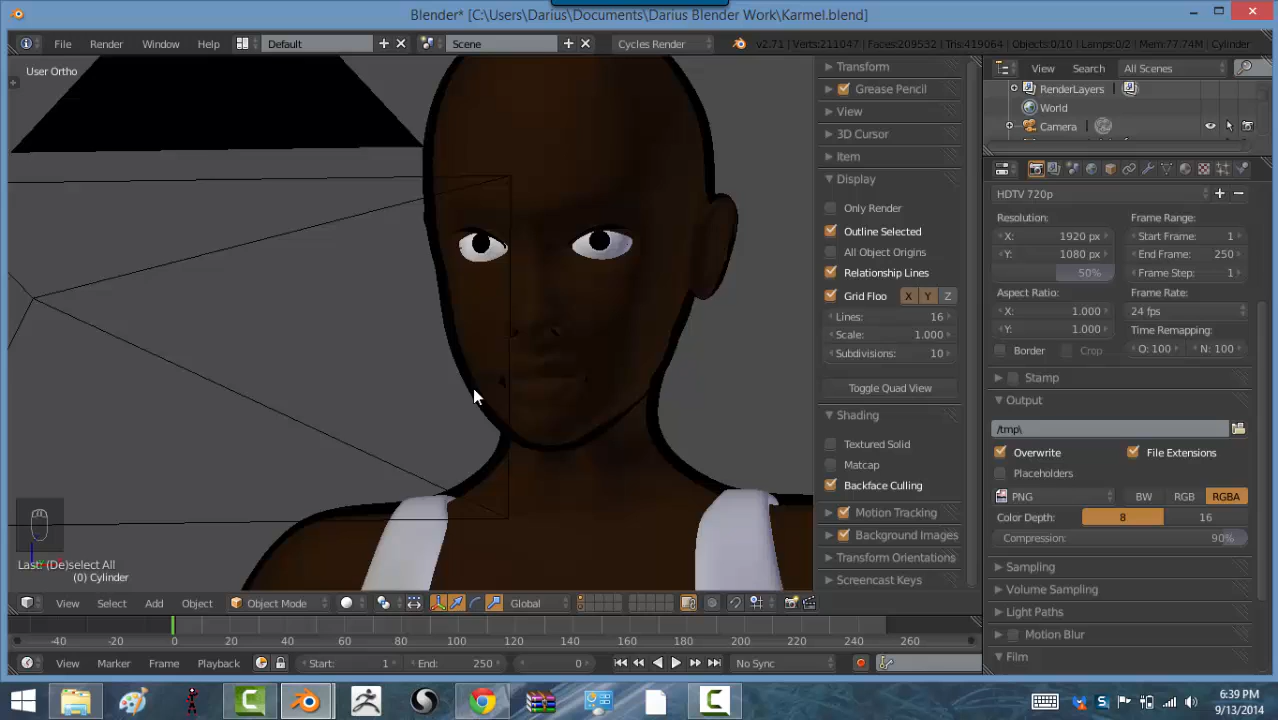 Blender* [C:\Users\Darius\Documents\Darius Blender Work\Karmel.blend]
File Render Window Help Default Scene Cycles Render v2.71 | Verts:211047 | Faces:209532 | Tris:419064 | Objects:0/10 | Lamps:0/2 | Mem:77.74M | Cylinder
User Ortho
Transform
Grease Pencil
View
3D Cursor
Item
Display
Only Render
Outline Selected
All Object Origins
Relationship Lines
Grid Floo X Y Z
Lines: 16
Scale: 1.000
Subdivisions: 10
Toggle Quad View
Shading
Textured Solid
Matcap
Backface Culling
Motion Tracking
Background Images
Transform Orientations
Screencast Keys
View Search All Scenes
RenderLayers
World
Camera
HDTV 720p
Resolution: Frame Range:
X: 1920 px Start Frame: 1
Y: 1080 px End Frame: 250
50% Frame Step: 1
Aspect Ratio: Frame Rate:
X: 1.000 24 fps
Y: 1.000 Time Remapping:
Border Crop O: 100 N: 100
Stamp
Output
/tmp\
Overwrite File Extensions
Placeholders
PNG BW RGB RGBA
Color Depth: 8 16
Compression: 90%
Sampling
Volume Sampling
Light Paths
Motion Blur
Film
Last: (De)select All
(0) Cylinder
View Select Add Object Object Mode Global
-40 -20 0 20 40 60 80 100 120 140 160 180 200 220 240 260
View Marker Frame Playback Start: 1 End: 250 0 No Sync
6:39 PM
9/13/2014